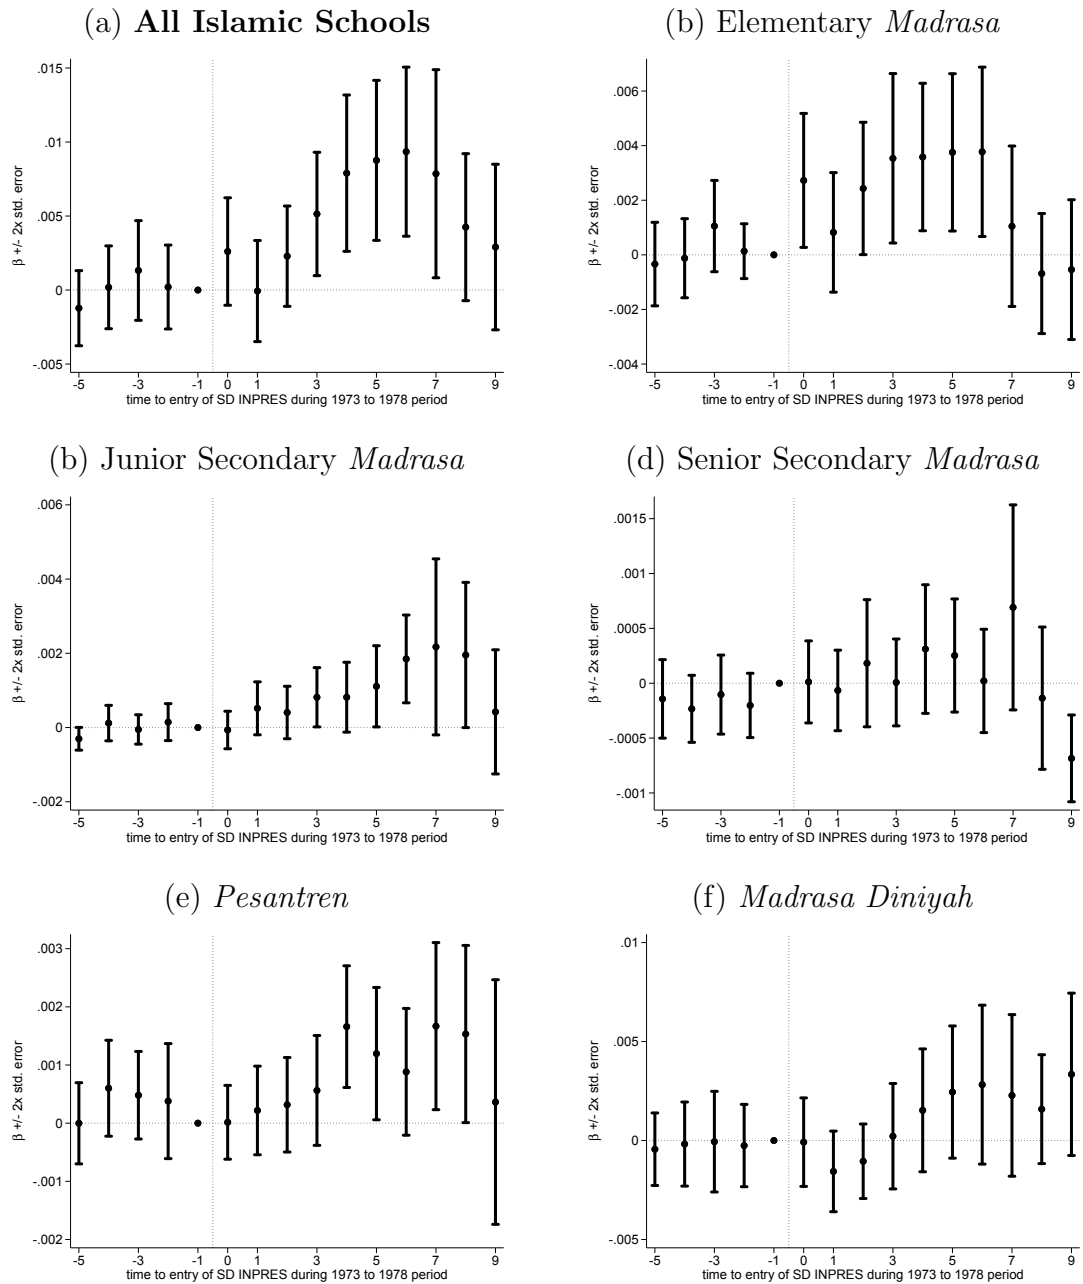 (a) All Islamic Schools
.015
.01
.005
0
-.005
β +/- 2x std. error
-5 -3 -1 0 1 3 5 7 9
time to entry of SD INPRES during 1973 to 1978 period
(b) Elementary Madrasa
.006
.004
.002
0
-.002
-.004
β +/- 2x std. error
-5 -3 -1 0 1 3 5 7 9
time to entry of SD INPRES during 1973 to 1978 period
(b) Junior Secondary Madrasa
.006
.004
.002
0
-.002
β +/- 2x std. error
-5 -3 -1 0 1 3 5 7 9
time to entry of SD INPRES during 1973 to 1978 period
(d) Senior Secondary Madrasa
.0015
.001
.0005
0
-.0005
-.001
β +/- 2x std. error
-5 -3 -1 0 1 3 5 7 9
time to entry of SD INPRES during 1973 to 1978 period
(e) Pesantren
.003
.002
.001
0
-.001
-.002
β +/- 2x std. error
-5 -3 -1 0 1 3 5 7 9
time to entry of SD INPRES during 1973 to 1978 period
(f) Madrasa Diniyah
.01
.005
0
-.005
β +/- 2x std. error
-5 -3 -1 0 1 3 5 7 9
time to entry of SD INPRES during 1973 to 1978 period